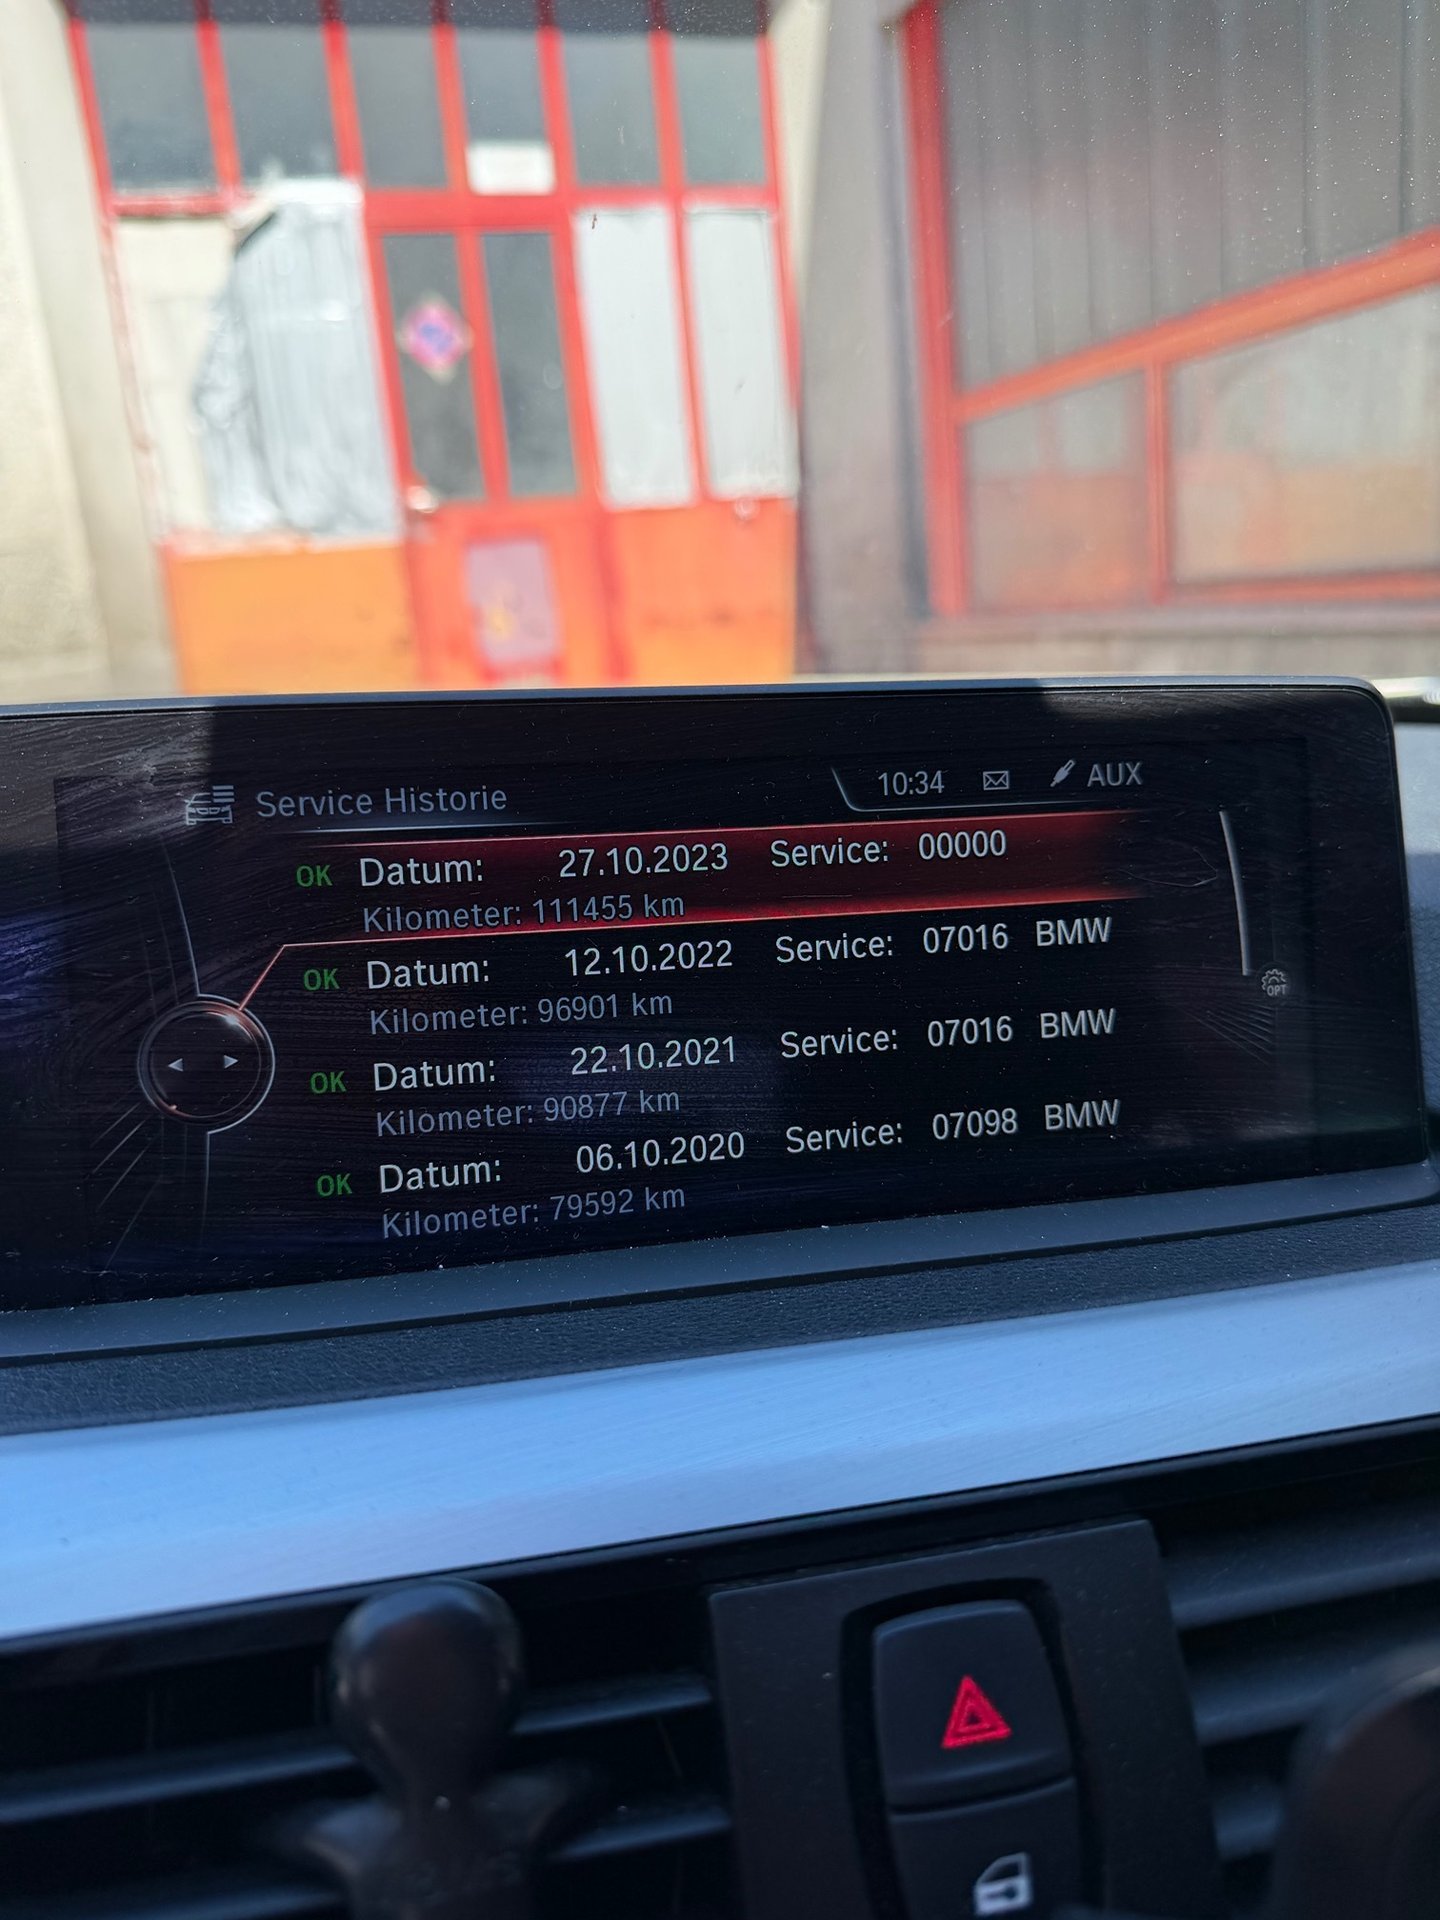 Service Historie
10:34 AUX
OK Datum: 27.10.2023 Service: 00000
Kilometer: 111455 km
OK Datum: 12.10.2022 Service: 07016 BMW
Kilometer: 96901 km
OK Datum: 22.10.2021 Service: 07016 BMW
Kilometer: 90877 km
OK Datum: 06.10.2020 Service: 07098 BMW
Kilometer: 79592 km
OPT